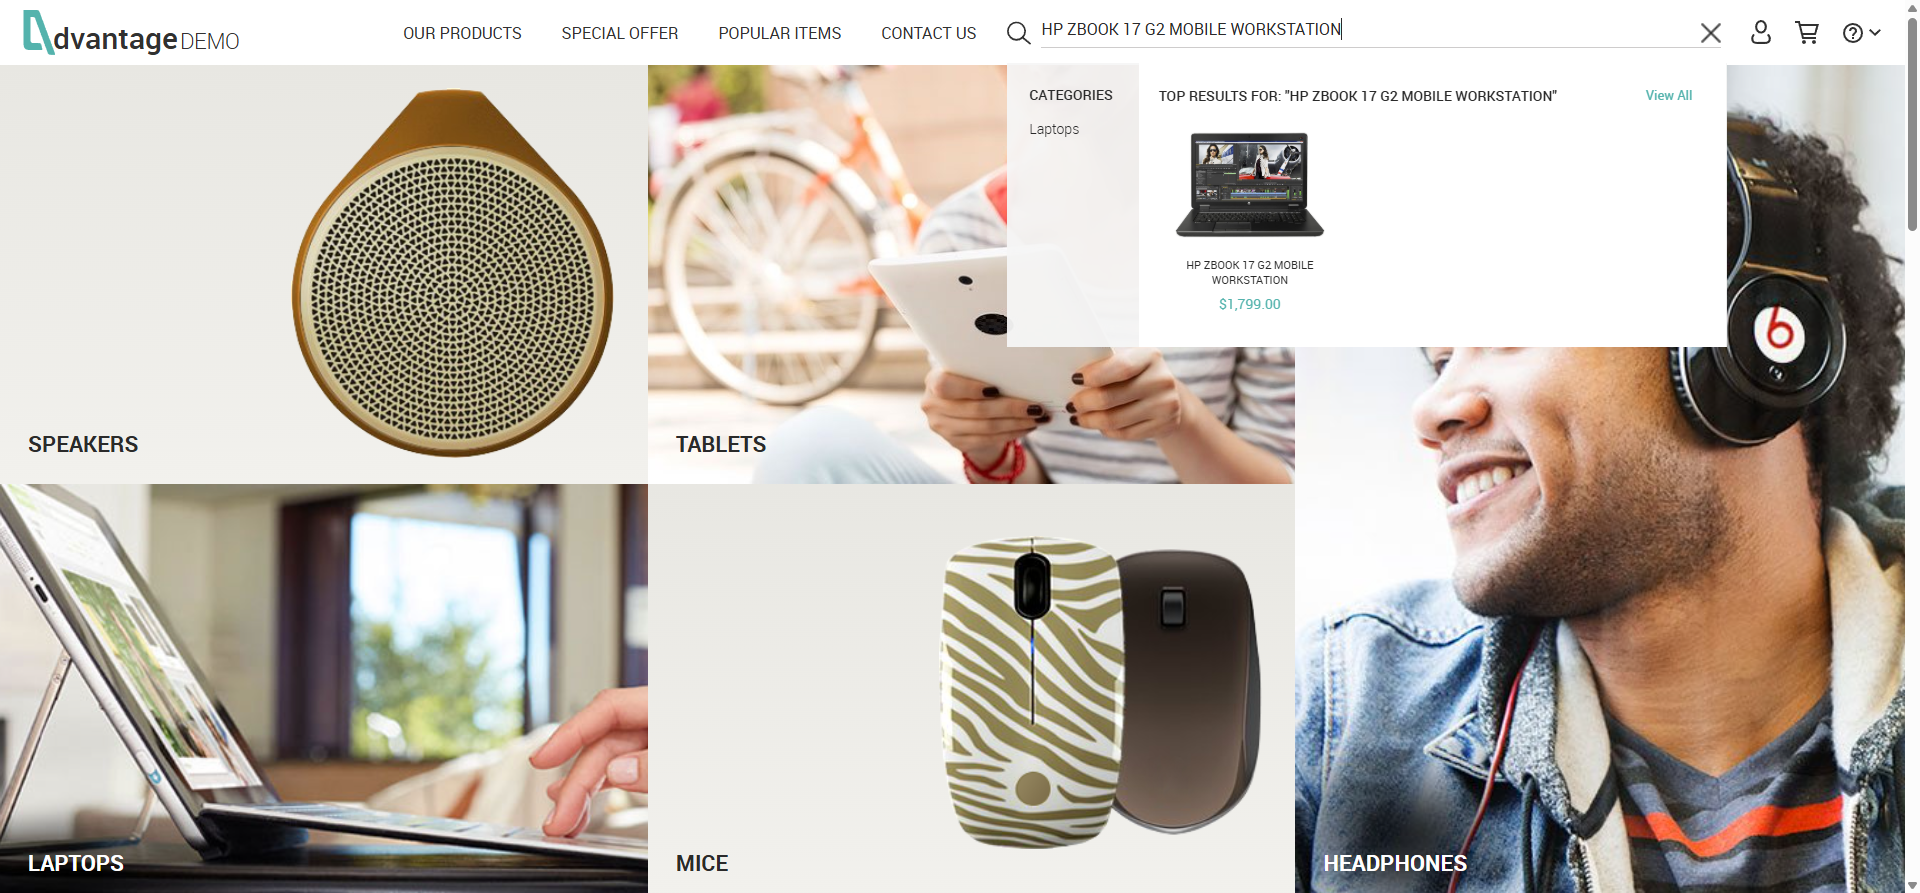 dvantage DEMO
OUR PRODUCTS
SPECIAL OFFER
POPULAR ITEMS
CONTACT US
HP ZBOOK 17 G2 MOBILE WORKSTATION
CATEGORIES
Laptops
TOP RESULTS FOR: "HP ZBOOK 17 G2 MOBILE WORKSTATION"
View All
HP ZBOOK 17 G2 MOBILE
WORKSTATION
$1,799.00
SPEAKERS
TABLETS
LAPTOPS
MICE
HEADPHONES